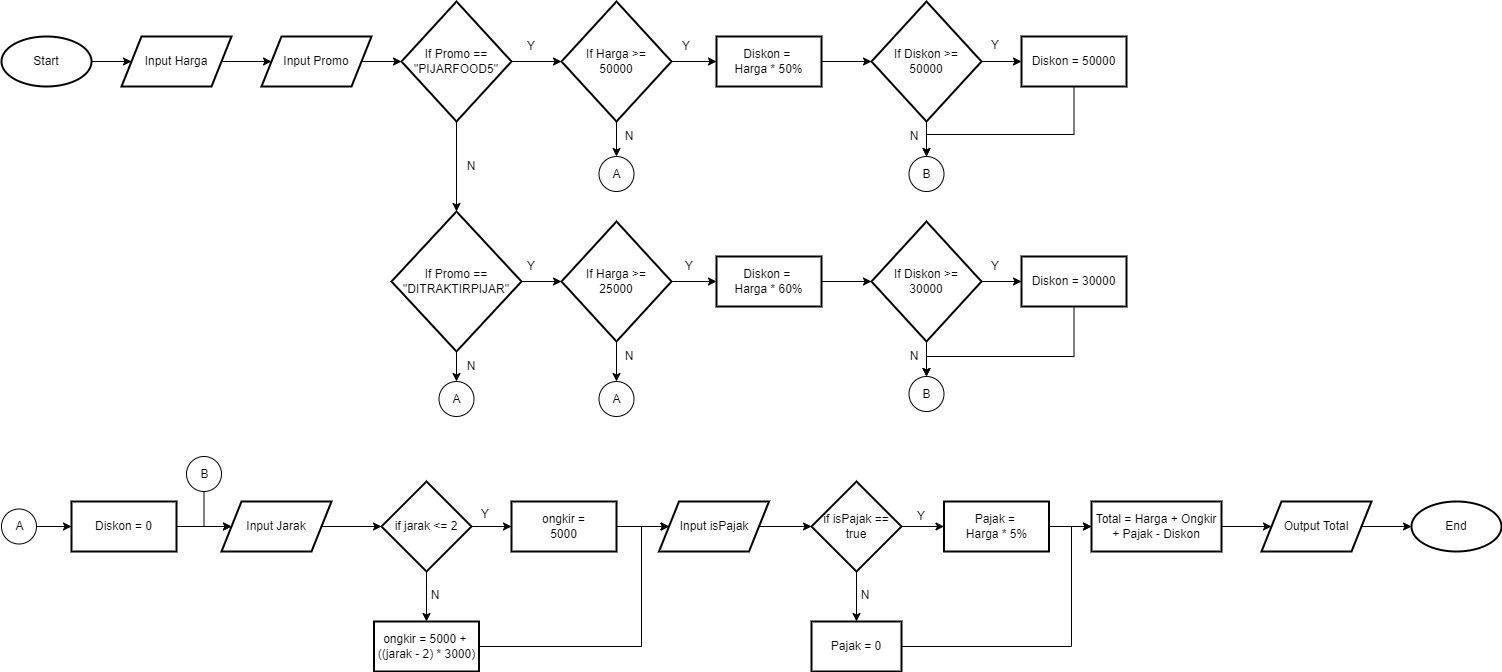 Start
Input Harga
Input Promo
If Promo ==
"PIJARFOOD5"
Y
If Harga >=
50000
Y
Diskon =
Harga * 50%
If Diskon >=
50000
Y
Diskon = 50000
N
N
A
N
B
If Promo ==
"DITRAKTIRPIJAR"
Y
If Harga >=
25000
Y
Diskon =
Harga * 60%
If Diskon >=
30000
Y
Diskon = 30000
N
A
N
A
N
B
A
Diskon = 0
B
Input Jarak
if jarak <= 2
Y
ongkir =
5000
N
ongkir = 5000 +
((jarak - 2) * 3000)
Input isPajak
If isPajak ==
true
Y
Pajak =
Harga * 5%
N
Pajak = 0
Total = Harga + Ongkir
+ Pajak - Diskon
Output Total
End